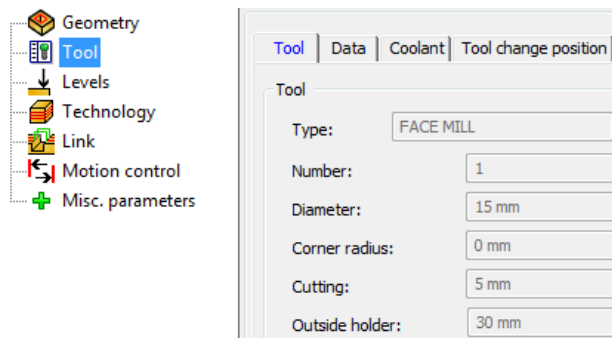 Geometry
Tool
Levels
Technology
Link
Motion control
Misc. parameters
Tool Data Coolant Tool change position
Tool
Type: FACE MILL
Number: 1
Diameter: 15 mm
Corner radius: 0 mm
Cutting: 5 mm
Outside holder: 30 mm